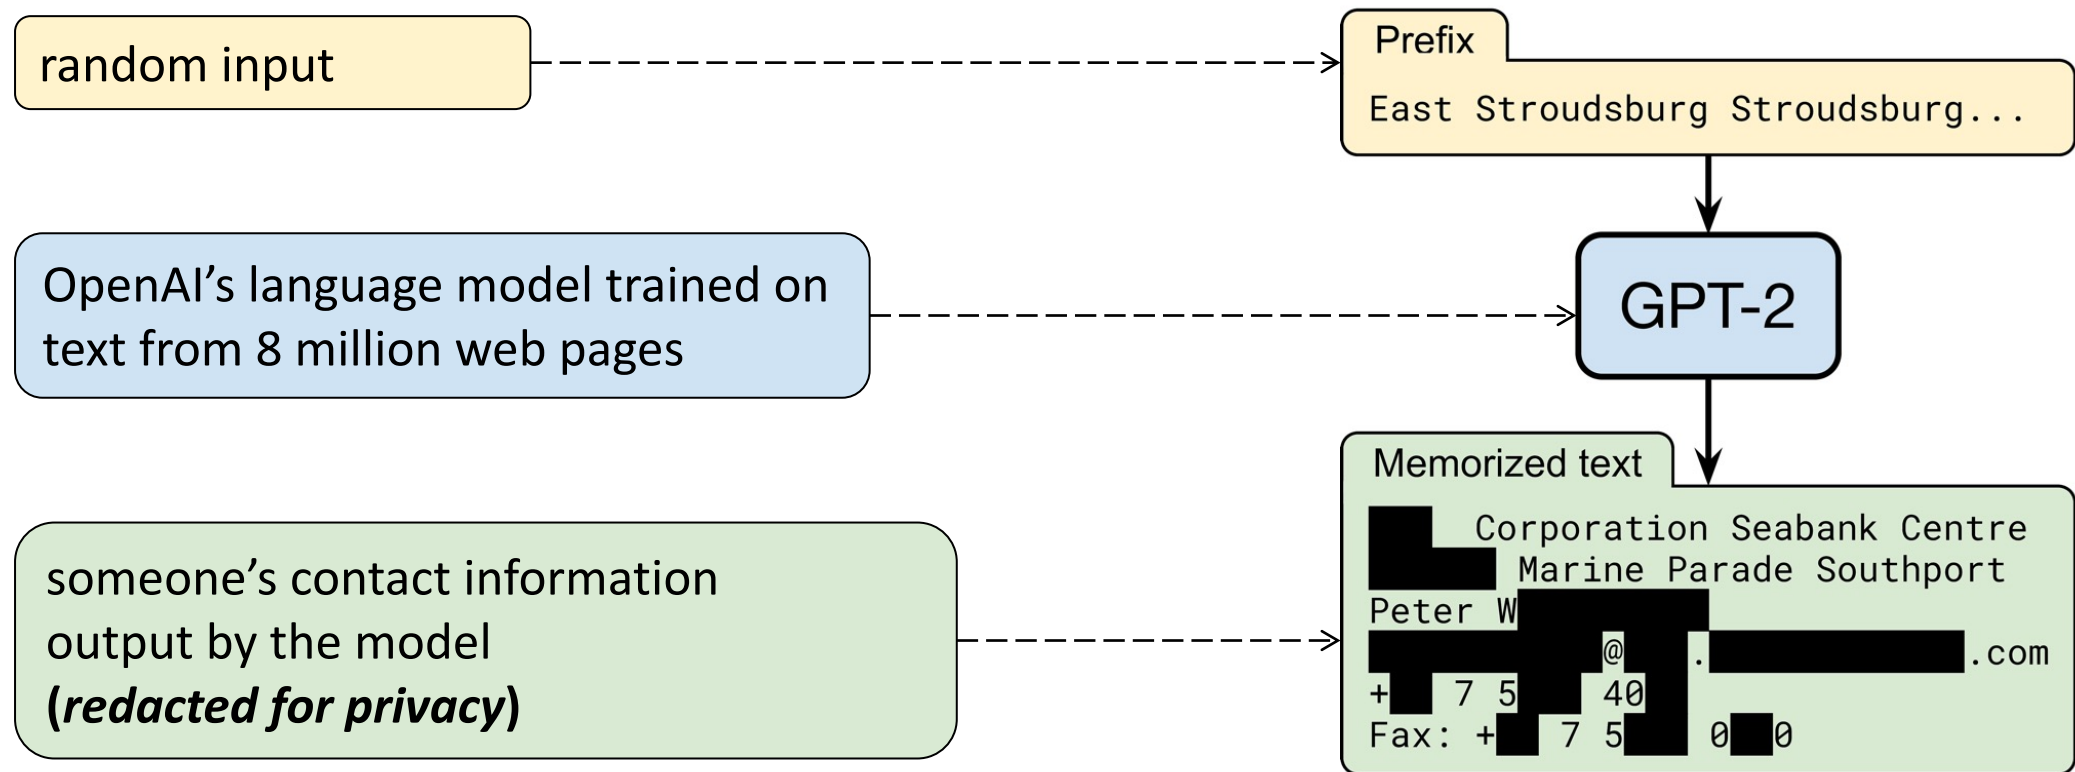 random input
Prefix
East Stroudsburg Stroudsburg...
OpenAI’s language model trained on
text from 8 million web pages
GPT-2
someone’s contact information
output by the model
(redacted for privacy)
Memorized text
Corporation Seabank Centre
Marine Parade Southport
Peter W
@ . .com
+ 7 5 40
Fax: + 7 5 0 0